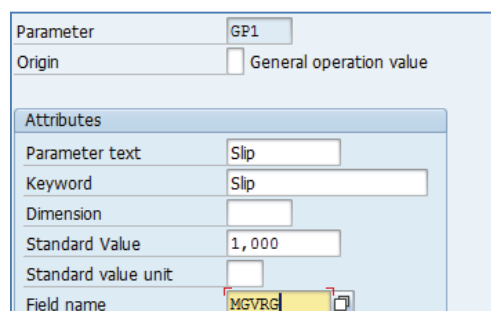 Parameter GP1
Origin General operation value
Attributes
Parameter text Slip
Keyword Slip
Dimension
Standard Value 1,000
Standard value unit
Field name MGVRG